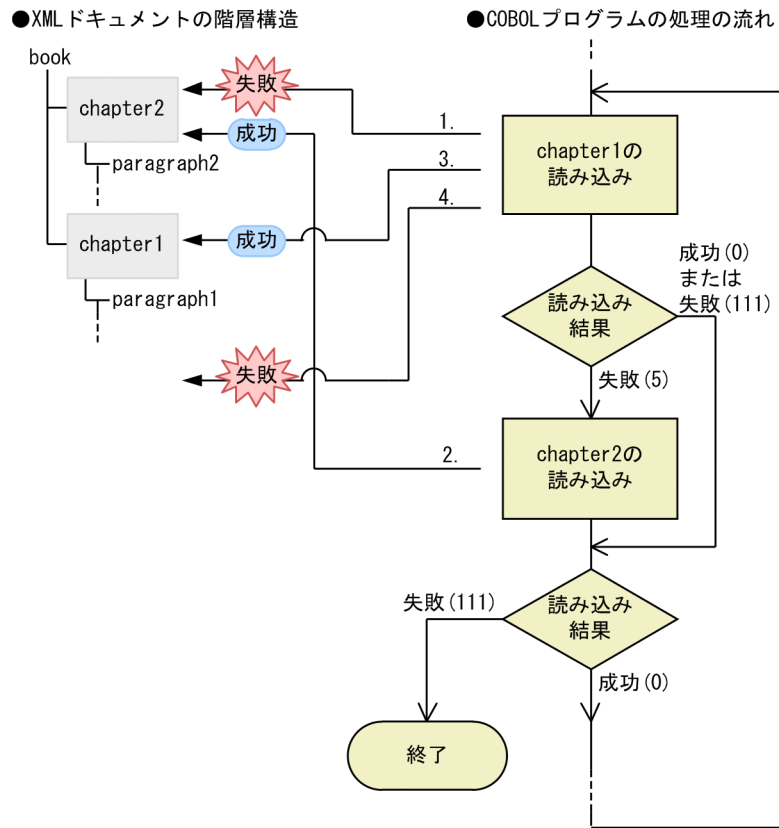 ●XMLドキュメントの階層構造
book
chapter2
paragraph2
chapter1
paragraph1
失敗
成功
成功
失敗
1.
3.
4.
2.
●COBOLプログラムの処理の流れ
chapter1の
読み込み
読み込み
結果
成功(0)
または
失敗(111)
失敗(5)
chapter2の
読み込み
読み込み
結果
失敗(111)
成功(0)
終了